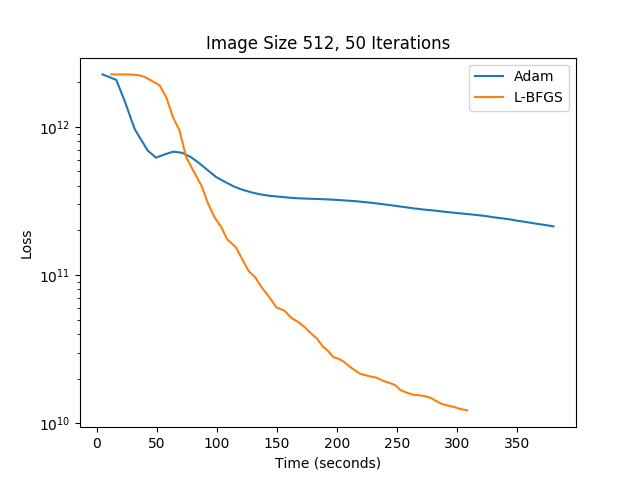 Image Size 512, 50 Iterations
Adam
L-BFGS
10^12
10^11
10^10
Loss
0 50 100 150 200 250 300 350
Time (seconds)